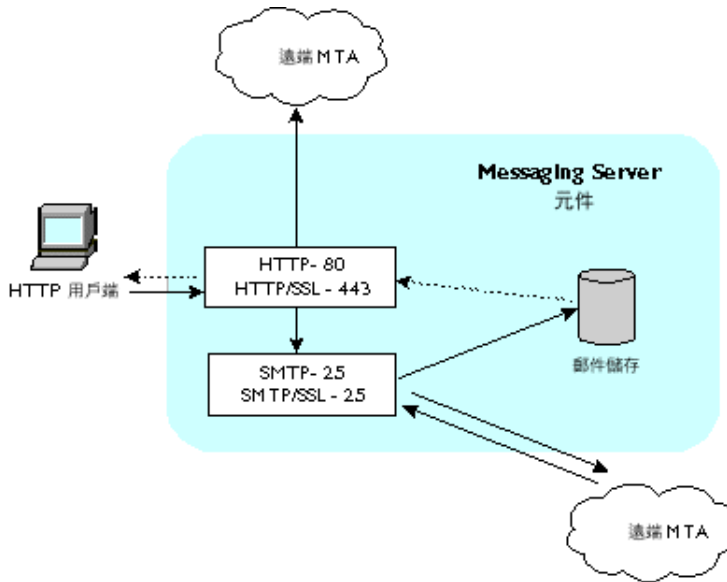 遠端 MTA
Messaging Server
元件
HTTP- 80
HTTP/SSL - 443
HTTP 用戶端
SMTP- 25
SMTP/SSL - 25
郵件儲存
遠端 MTA